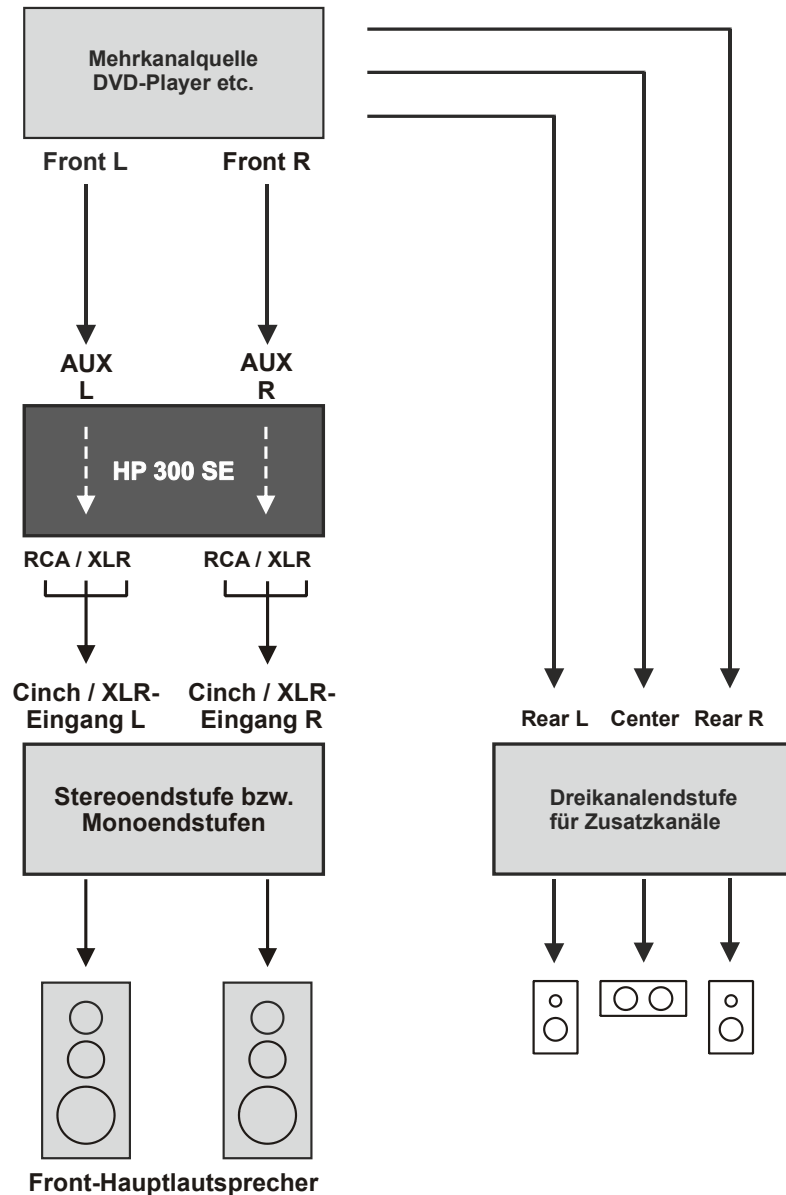 Mehrkanalquelle
DVD-Player etc.
Front L
Front R
AUX
L
AUX
R
HP 300 SE
RCA / XLR
RCA / XLR
Cinch / XLR-
Eingang L
Cinch / XLR-
Eingang R
Stereoendstufe bzw.
Monoendstufen
Front-Hauptlautsprecher
Rear L
Center
Rear R
Dreikanalendstufe
für Zusatzkanäle